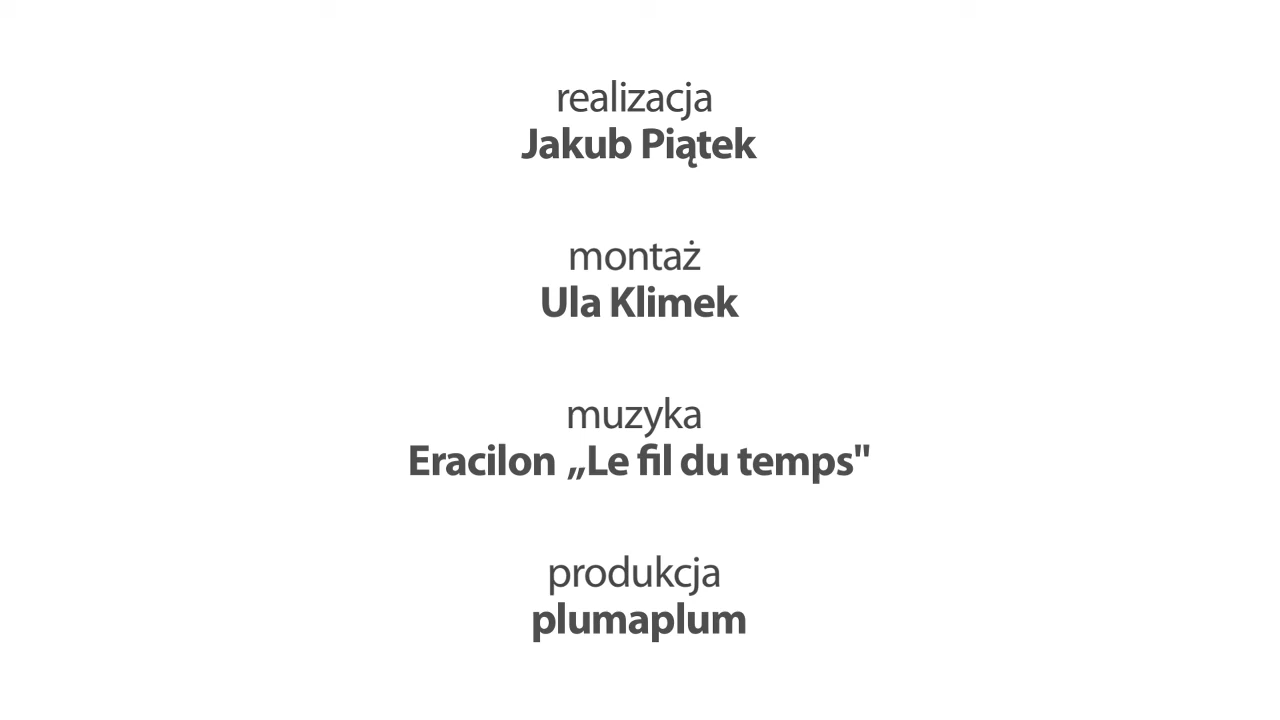 realizacja
Jakub Piątek
montaż
Ula Klimek
muzyka
Eracilon „Le fil du temps"
produkcja
plumaplum